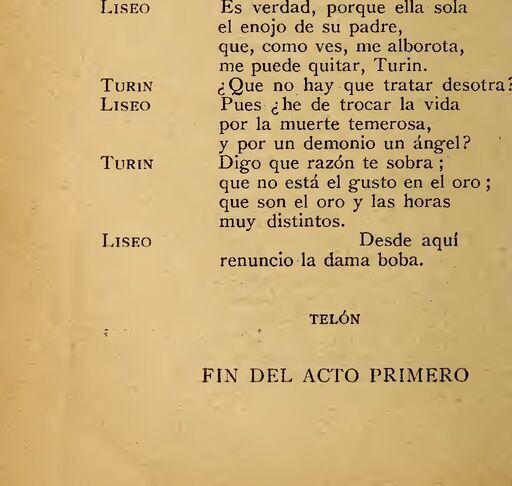 LISEO Es verdad, porque ella sola
el enojo de su padre,
que, como ves, me alborota,
me puede quitar, Turin.
TURIN ¿Que no hay que tratar desotra?
LISEO Pues ¿he de trocar la vida
por la muerte temerosa,
y por un demonio un ángel?
TURIN Digo que razón te sobra;
que no está el gusto en el oro;
que son el oro y las horas
muy distintos.
LISEO Desde aquí
renuncio la dama boba.
TELÓN
FIN DEL ACTO PRIMERO